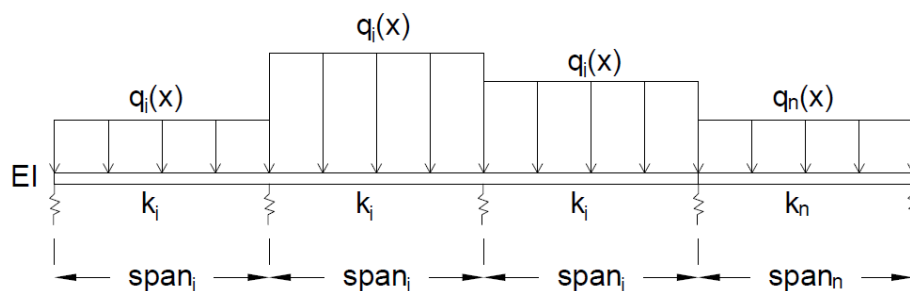 qᵢ(x)
qᵢ(x)
qᵢ(x)
qₙ(x)
EI
kᵢ kᵢ kᵢ kₙ
spanᵢ spanᵢ spanᵢ spanₙ